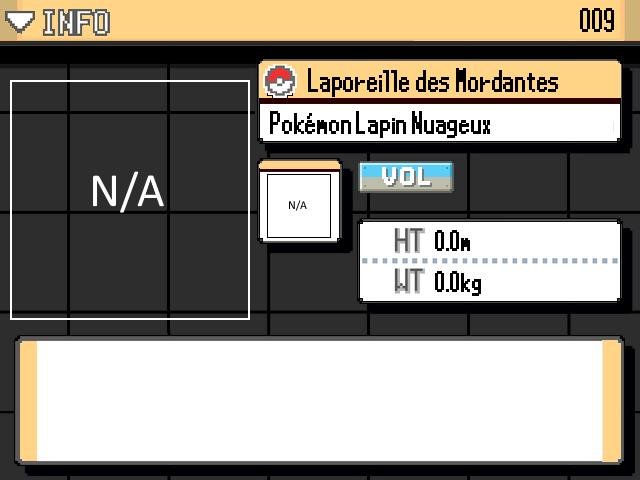 INFO 009
Laporeille des Mordantes
Pokémon Lapin Nuageux
N/A
N/A
VOL
HT 0.0m
WT 0.0kg